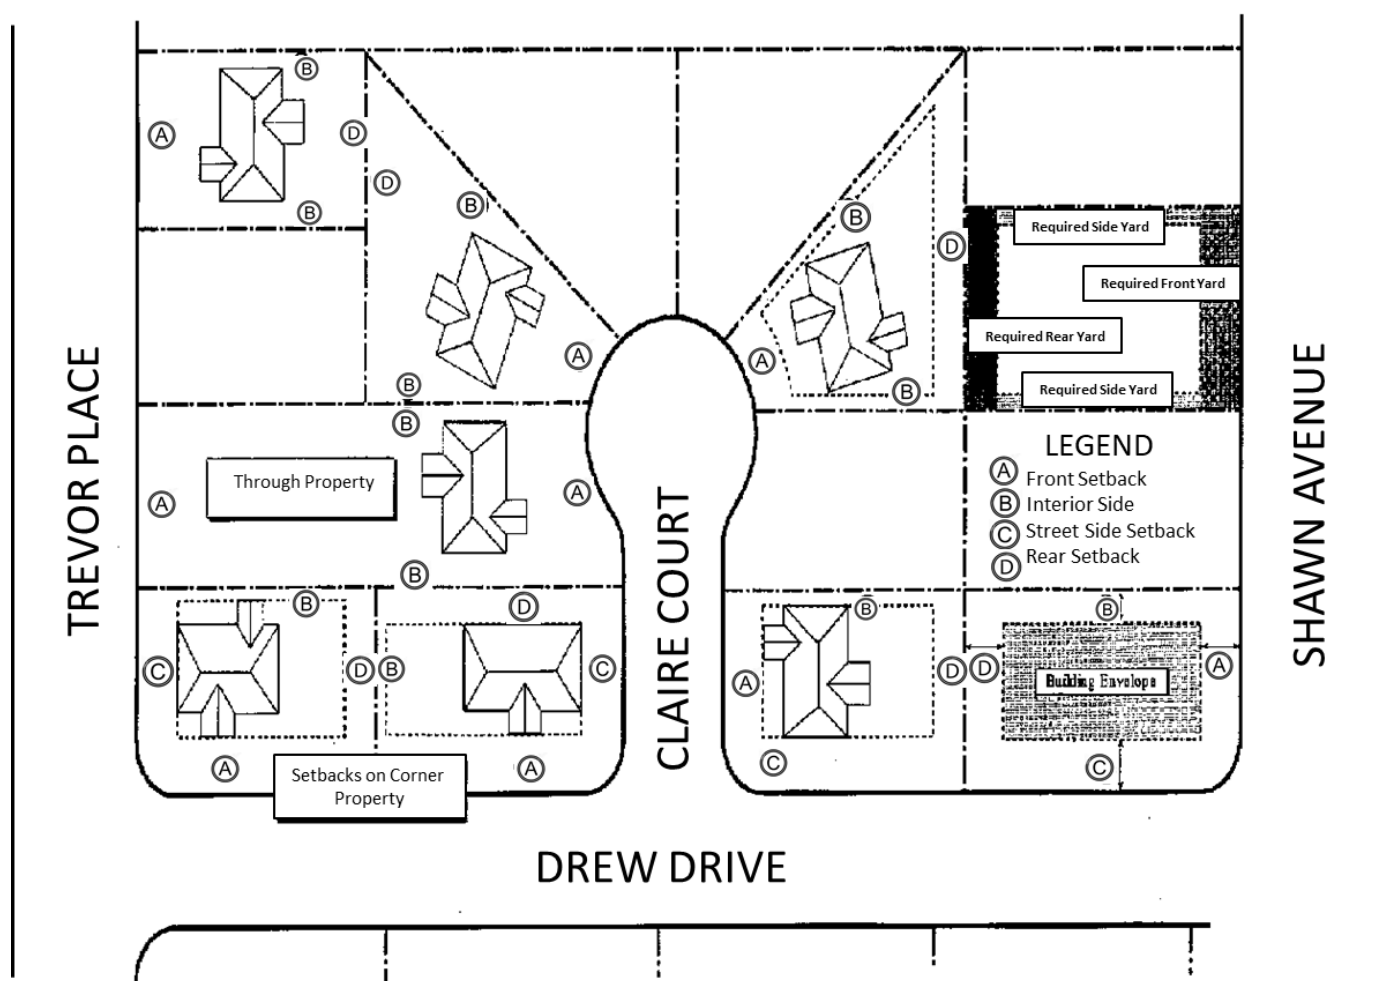 B
A
D
D
B
B
B
D
Required Side Yard
Required Front Yard
Required Rear Yard
Required Side Yard
A
A
B
B
B
Through Property
A
A
B
TREVOR PLACE
CLAIRE COURT
SHAWN AVENUE
LEGEND
A Front Setback
B Interior Side
C Street Side Setback
D Rear Setback
B
D
B
B
C
D
B
C
A
D
D
A
Building Envelope
A
A
C
C
Setbacks on Corner
Property
DREW DRIVE